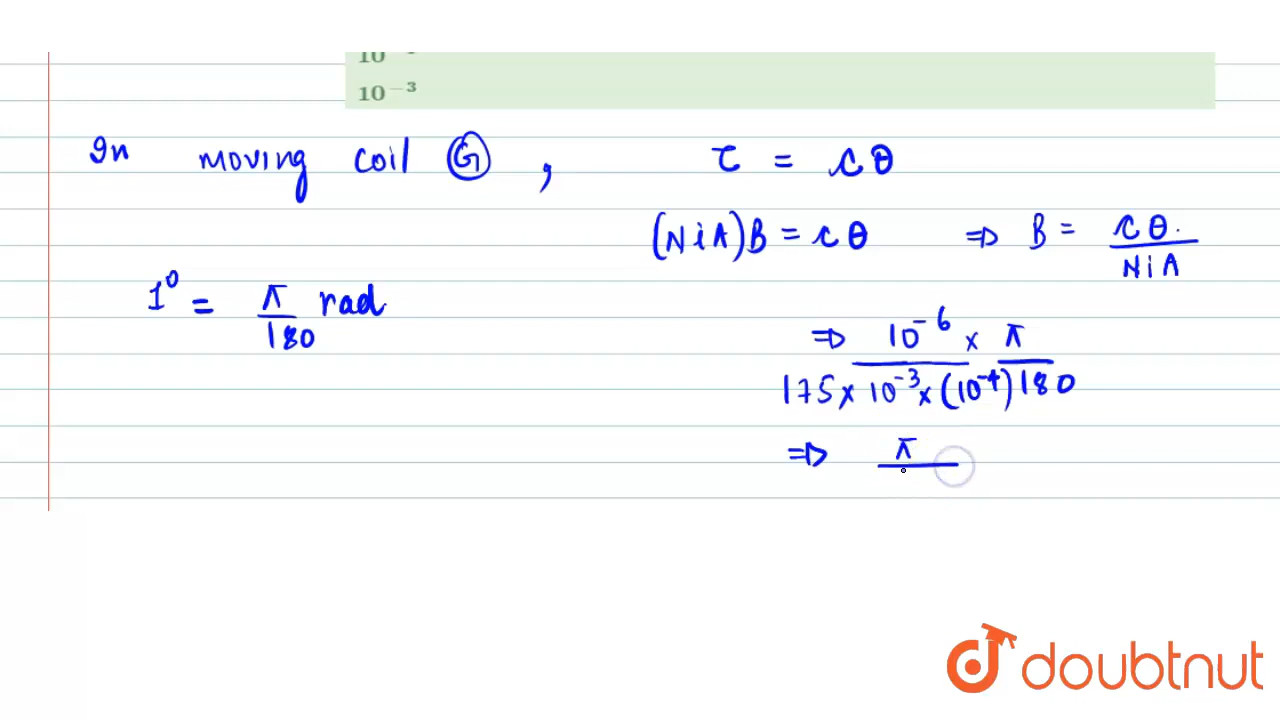 10⁻³
In moving coil G , τ = cθ
(NiA)B = cθ ⇒ B = cθ. / NiA
1⁰ = π/180 rad
⇒ 10⁻⁶ × π / 175 × 10⁻³ × (10⁻⁴) 180
⇒ π
doubtnut